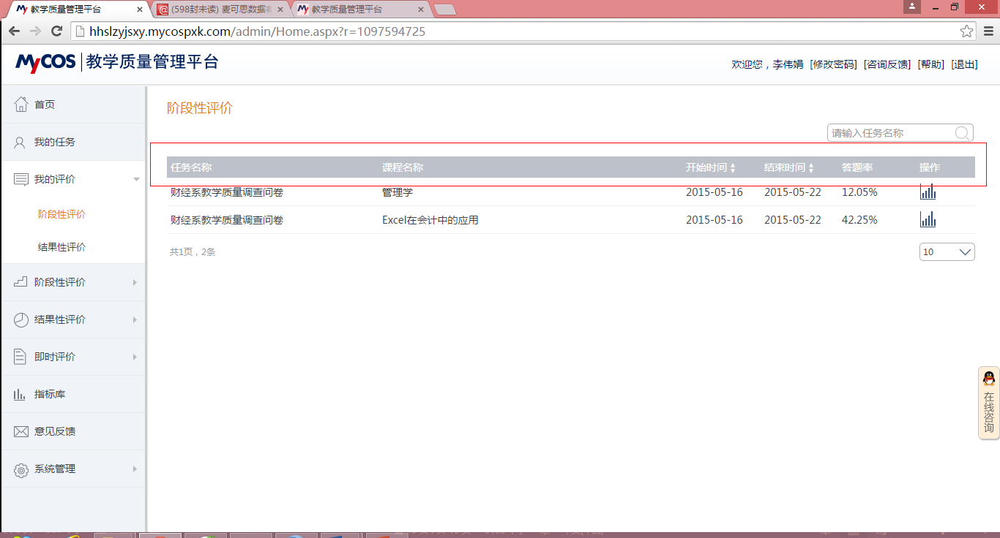 教学质量管理平台
(598封未读) 麦可思数据有
教学质量管理平台
hhslzyjsxy.mycospxk.com/admin/Home.aspx?r=1097594725
MyCOS 教学质量管理平台
欢迎您，李伟娟 [修改密码] [咨询反馈] [帮助] [退出]
首页
我的任务
我的评价
阶段性评价
结果性评价
阶段性评价
结果性评价
即时评价
指标库
意见反馈
系统管理
阶段性评价
请输入任务名称
任务名称 课程名称 开始时间 结束时间 答题率 操作
财经系教学质量调查问卷 管理学 2015-05-16 2015-05-22 12.05%
财经系教学质量调查问卷 Excel在会计中的应用 2015-05-16 2015-05-22 42.25%
共1页，2条
10
在线咨询